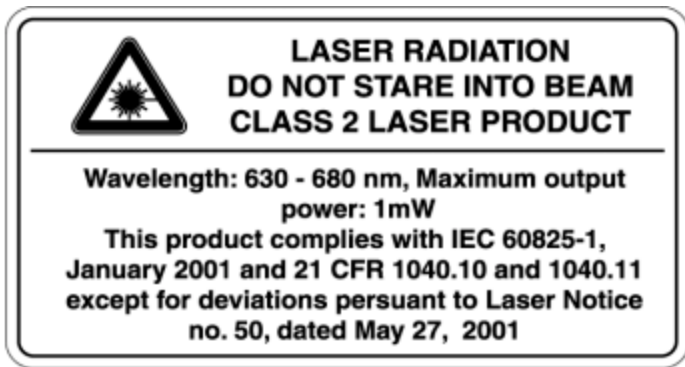 LASER RADIATION
DO NOT STARE INTO BEAM
CLASS 2 LASER PRODUCT
Wavelength: 630 - 680 nm, Maximum output
power: 1mW
This product complies with IEC 60825-1,
January 2001 and 21 CFR 1040.10 and 1040.11
except for deviations persuant to Laser Notice
no. 50, dated May 27, 2001